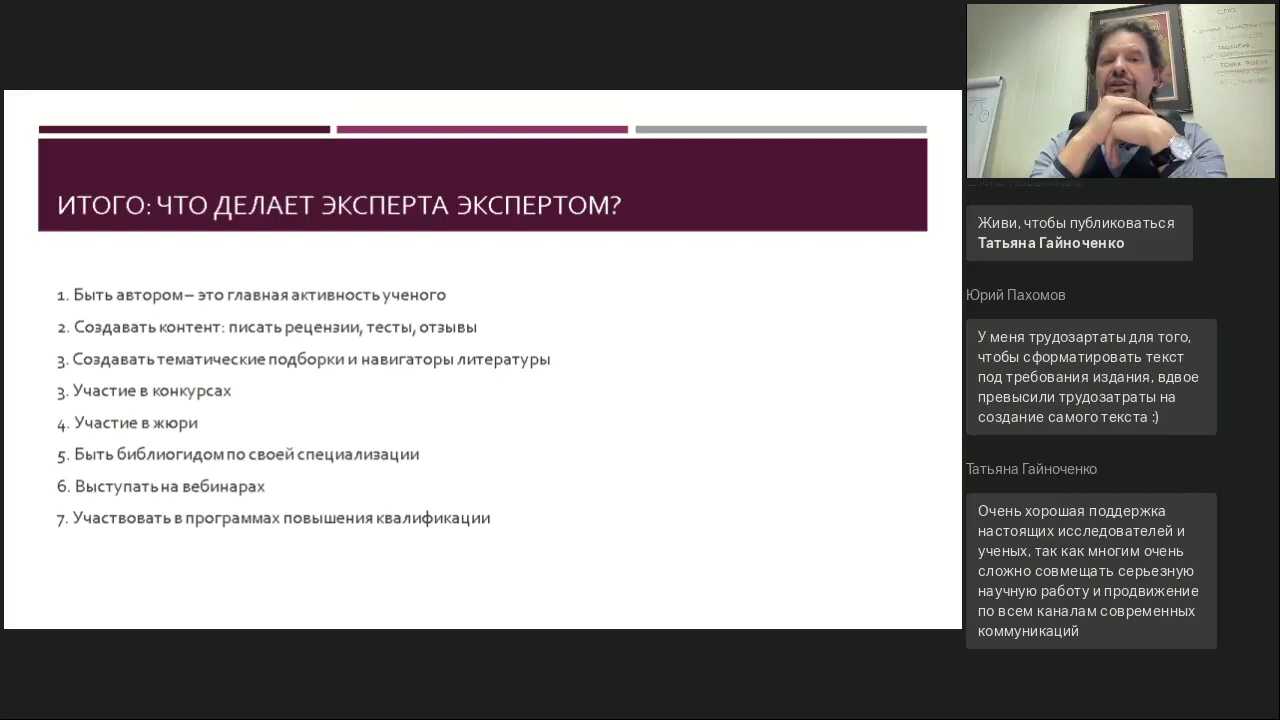 ИТОГО: ЧТО ДЕЛАЕТ ЭКСПЕРТА ЭКСПЕРТОМ?
1. Быть автором – это главная активность ученого
2. Создавать контент: писать рецензии, тесты, отзывы
3. Создавать тематические подборки и навигаторы литературы
3. Участие в конкурсах
4. Участие в жюри
5. Быть библиогидом по своей специализации
6. Выступать на вебинарах
7. Участвовать в программах повышения квалификации
Живи, чтобы публиковаться
Татьяна Гайноченко
Юрий Пахомов
У меня трудозартаты для того,
чтобы сформатировать текст
под требования издания, вдвое
превысили трудозатраты на
создание самого текста :)
Татьяна Гайноченко
Очень хорошая поддержка
настоящих исследователей и
ученых, так как многим очень
сложно совмещать серьезную
научную работу и продвижение
по всем каналам современных
коммуникаций